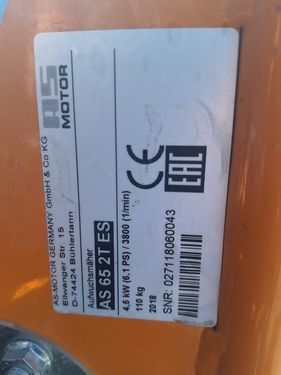 AS
MOTOR
AS-MOTOR GERMANY GmbH & Co KG
Ellwanger Str. 15
D-74424 Bühlertann
Aufwuchsmäher
AS 65 2T ES
4,5 kW (6,1 PS) / 3800 (1/min)
110 kg
2018
SNR: 027118060043
CE
EAC